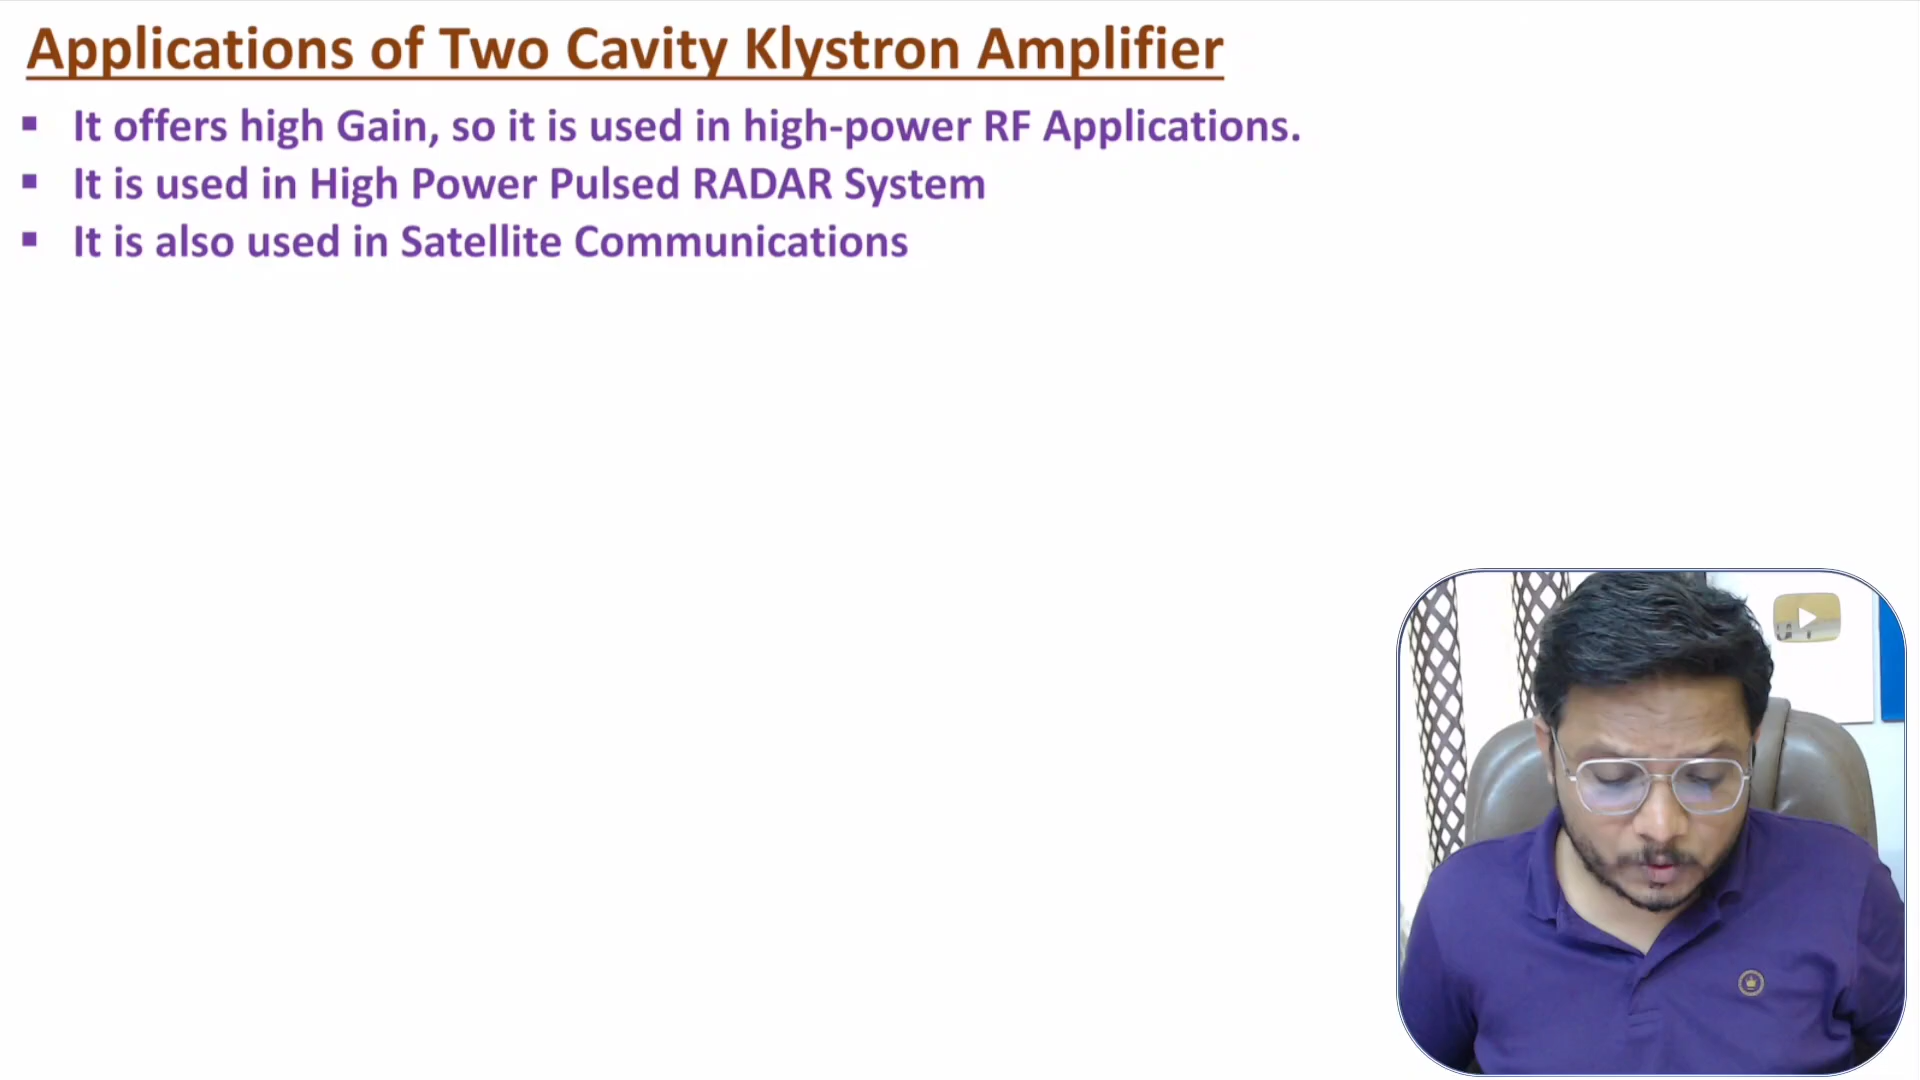 Applications of Two Cavity Klystron Amplifier
▪ It offers high Gain, so it is used in high-power RF Applications.
▪ It is used in High Power Pulsed RADAR System
▪ It is also used in Satellite Communications